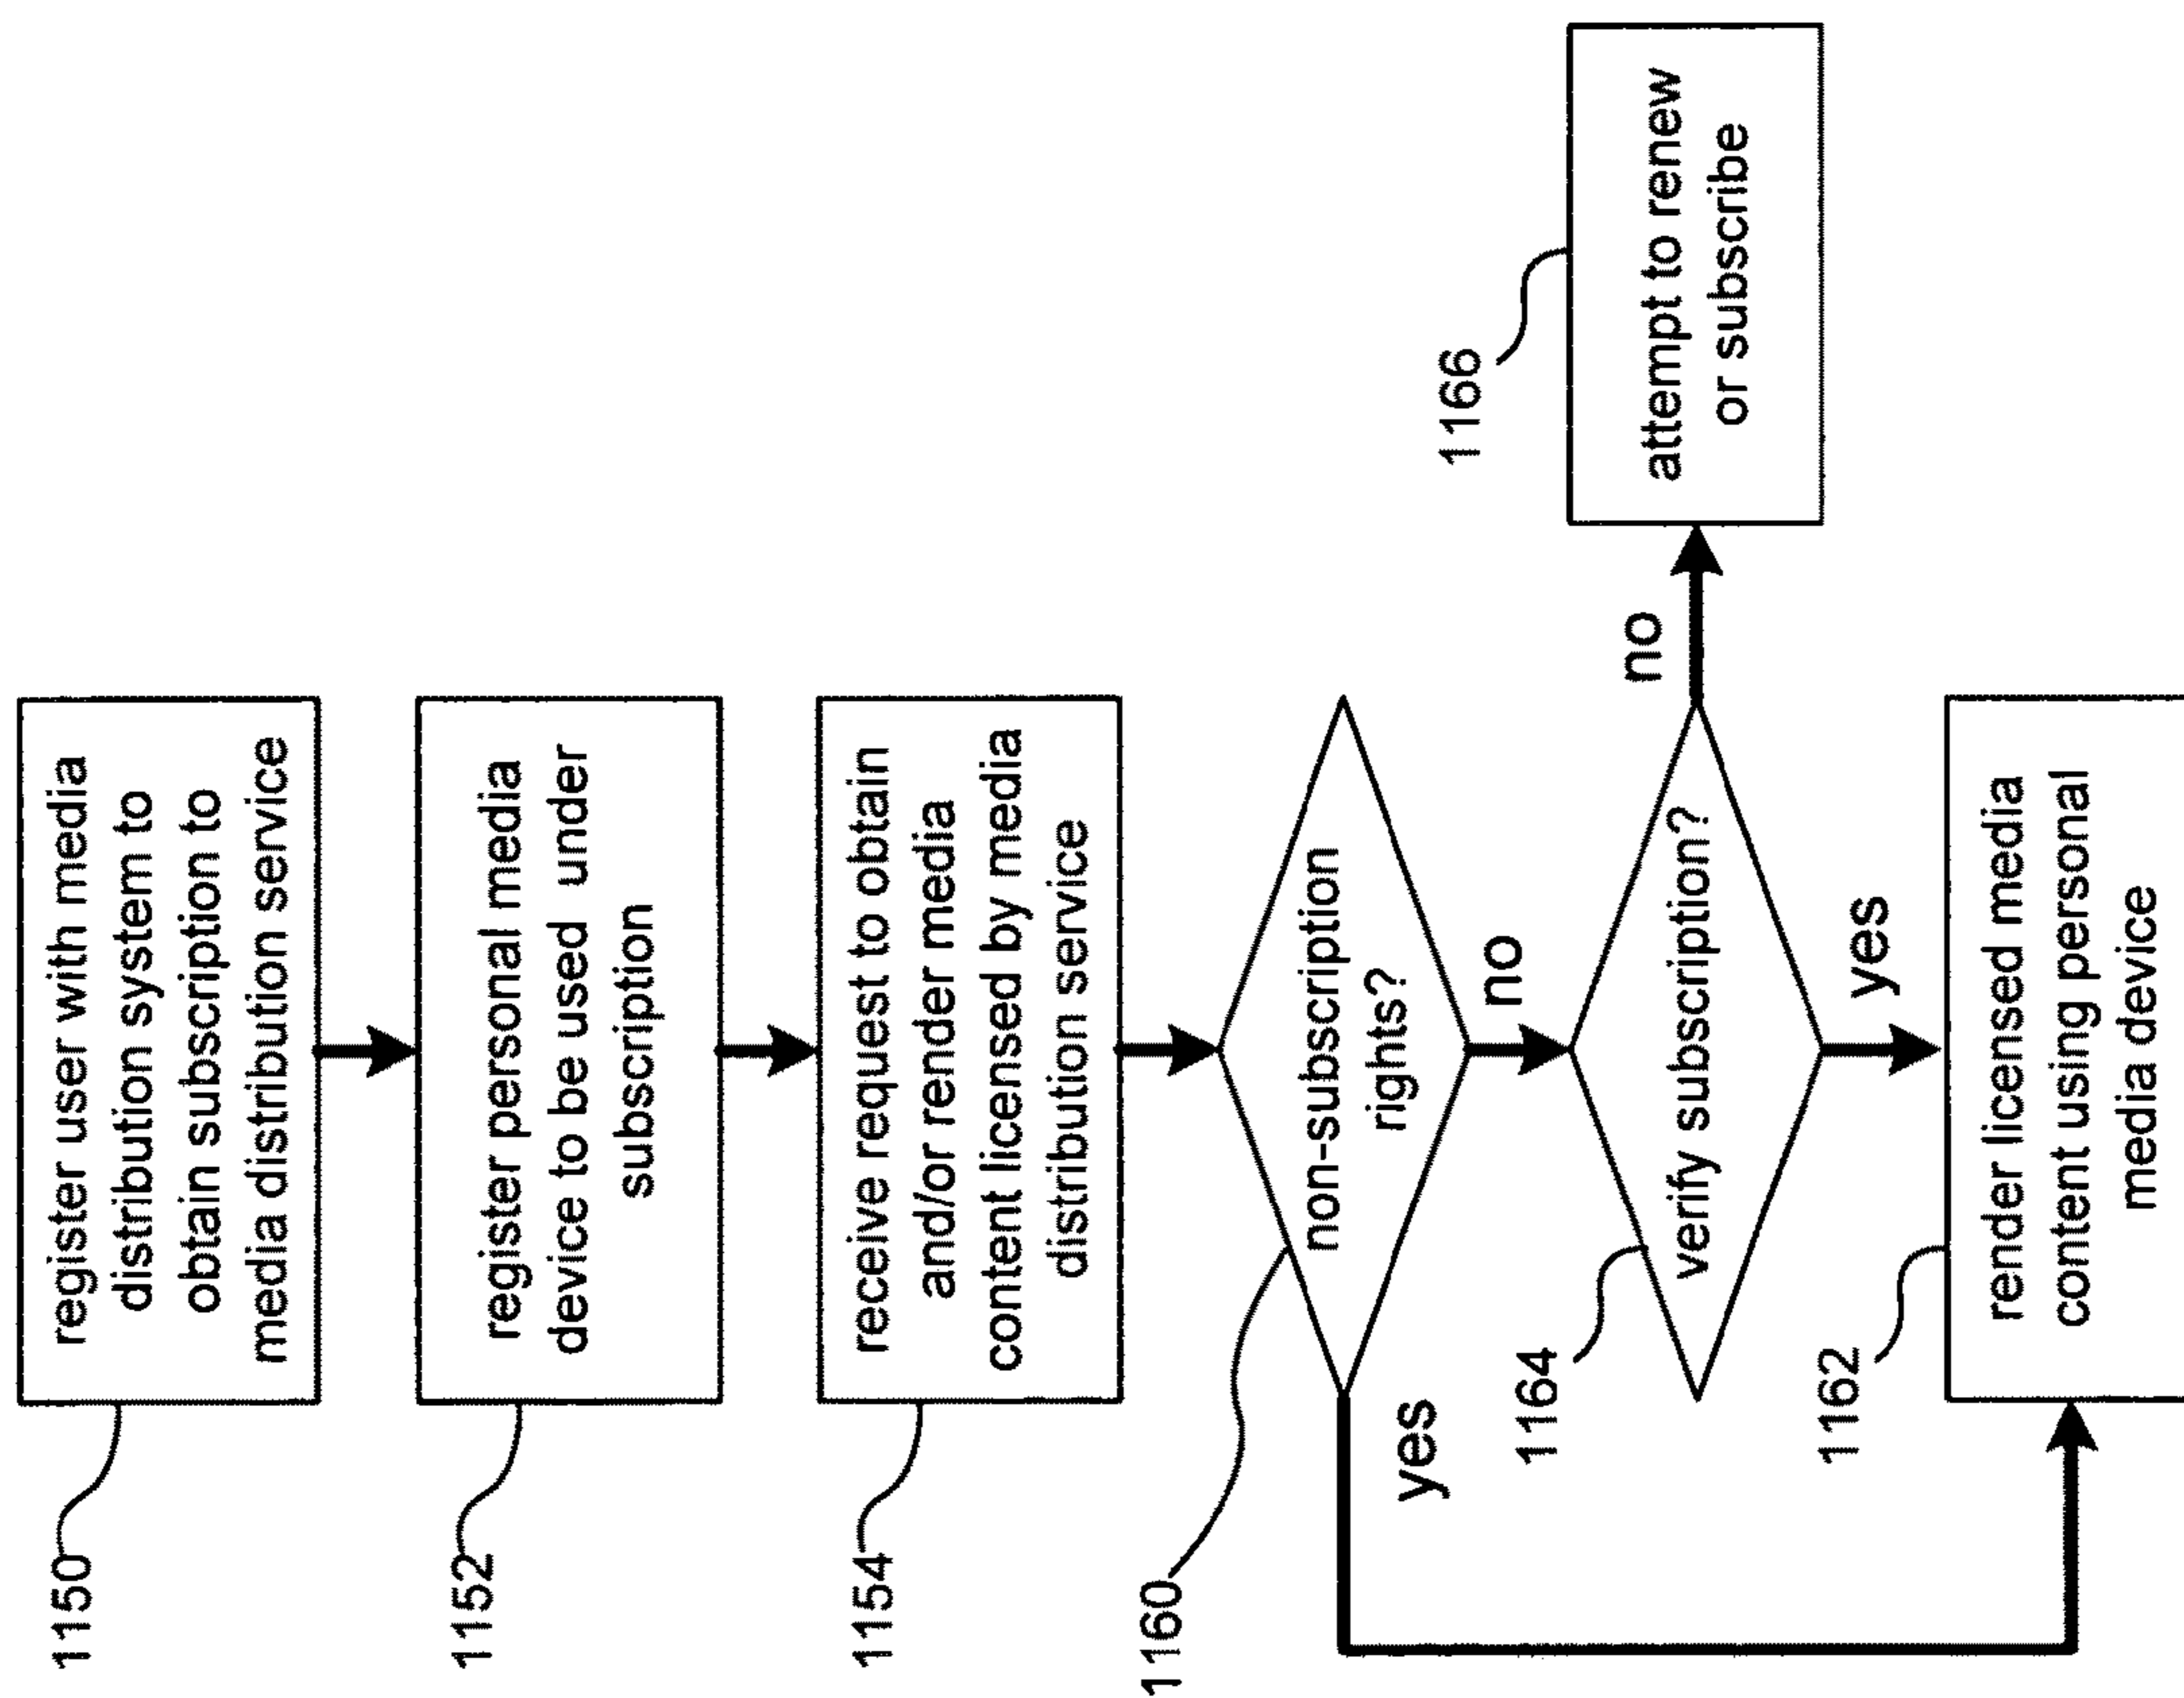 1150
register user with media
distribution system to
obtain subscription to
media distribution service
1152
register personal media
device to be used under
subscription
1154
receive request to obtain
and/or render media
content licensed by media
distribution service
1160
non-subscription
rights?
yes
no
1164
verify subscription?
no
1166
attempt to renew
or subscribe
yes
1162
render licensed media
content using personal
media device